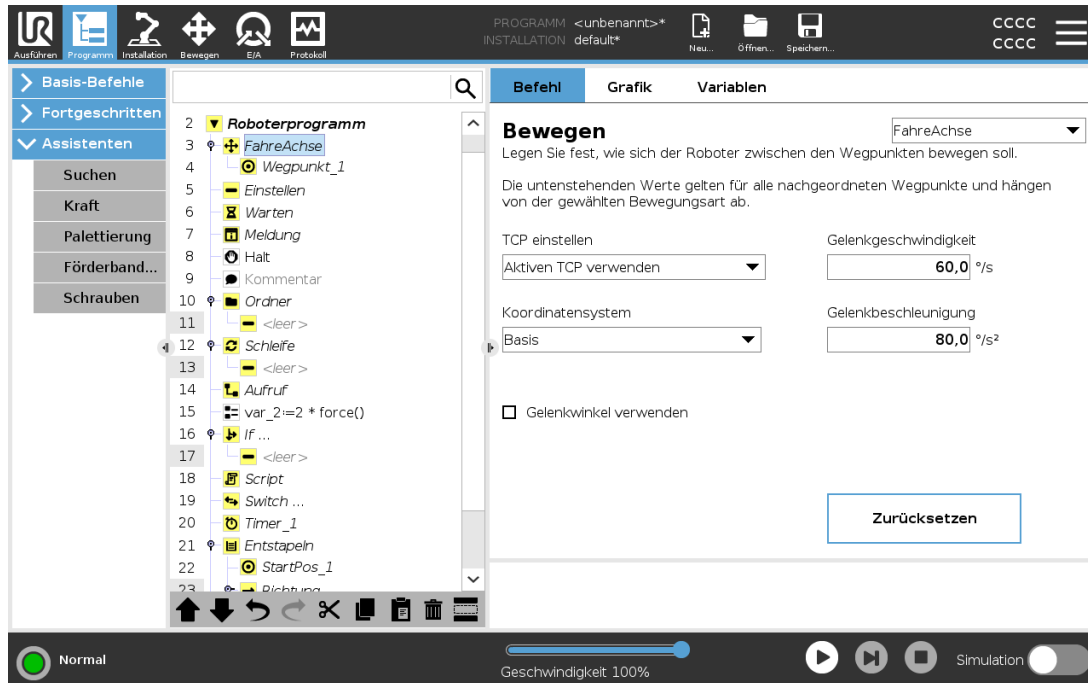 PROGRAMM <unbenannt>*
INSTALLATION default*
Neu...
Öffnen...
Speichern...
CCCC
CCCC
UR
Ausführen
Programm
Installation
Bewegen
E/A
Protokoll
Basis-Befehle
Fortgeschritten
Assistenten
Suchen
Kraft
Palettierung
Förderband...
Schrauben
2 Roboterprogramm
3 FahreAchse
4 Wegpunkt_1
5 Einstellen
6 Warten
7 Meldung
8 Halt
9 Kommentar
10 Ordner
11 <leer>
12 Schleife
13 <leer>
14 Aufruf
15 var_2:=2 * force()
16 If ...
17 <leer>
18 Script
19 Switch ...
20 Timer_1
21 Entstapeln
22 StartPos_1
23 Richtung
Befehl
Grafik
Variablen
Bewegen
FahreAchse
Legen Sie fest, wie sich der Roboter zwischen den Wegpunkten bewegen soll.
Die untenstehenden Werte gelten für alle nachgeordneten Wegpunkte und hängen
von der gewählten Bewegungsart ab.
TCP einstellen
Aktiven TCP verwenden
Gelenkgeschwindigkeit
60,0 °/s
Koordinatensystem
Basis
Gelenkbeschleunigung
80,0 °/s²
Gelenkwinkel verwenden
Zurücksetzen
Normal
Geschwindigkeit 100%
Simulation